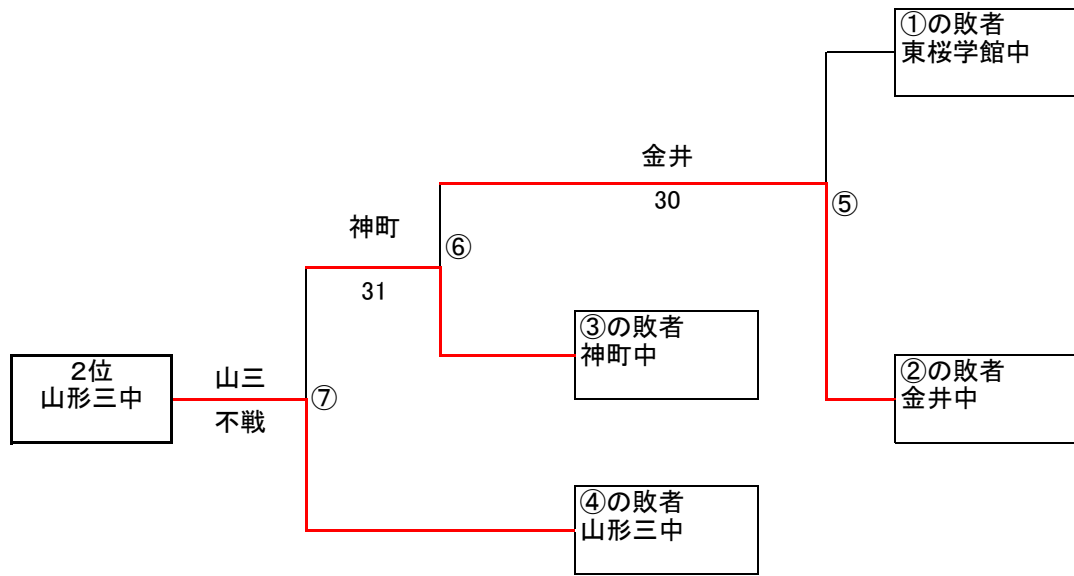 ①の敗者
東桜学館中
金井
30
⑤
神町
⑥
31
③の敗者
神町中
2位
山形三中
山三
不戦
⑦
②の敗者
金井中
④の敗者
山形三中